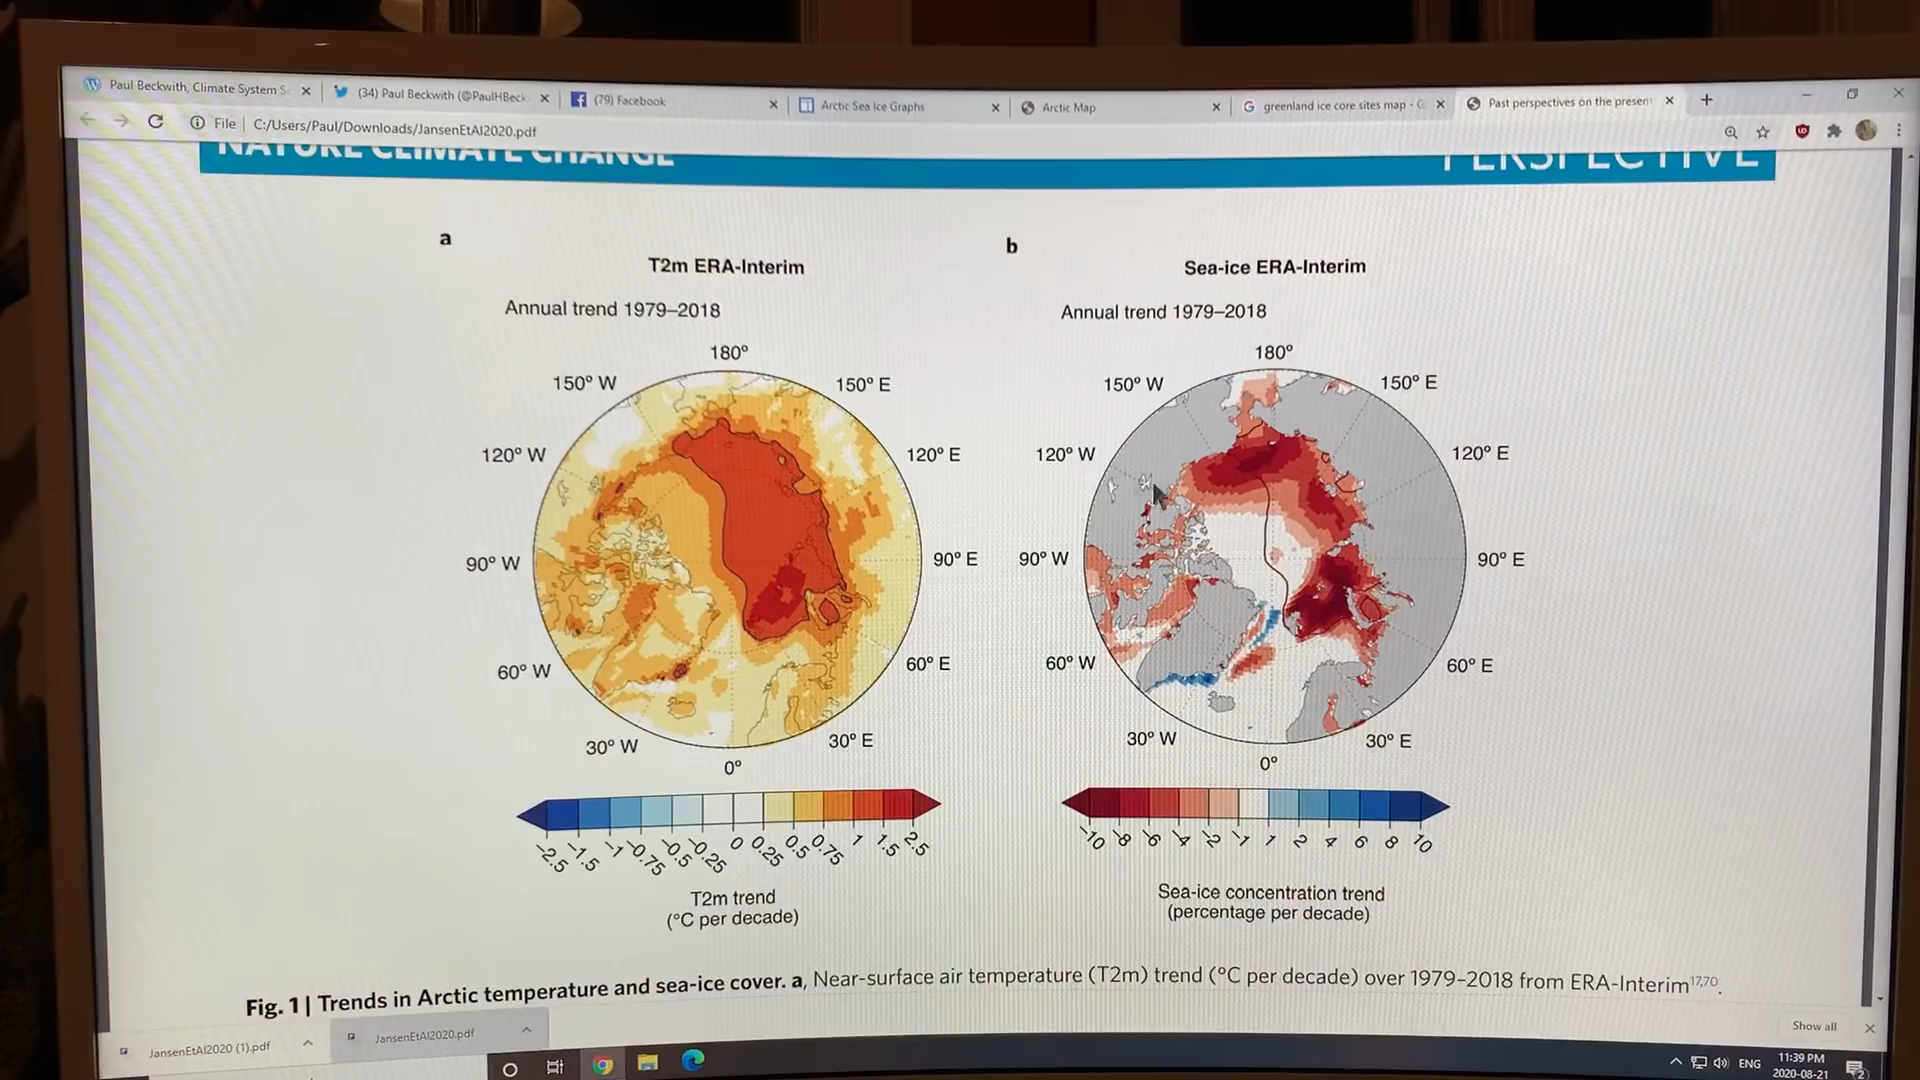 Paul Beckwith, Climate System S
(34) Paul Beckwith (@PaulHBeck
(79) Facebook
Arctic Sea Ice Graphs
Arctic Map
greenland ice core sites map - G
Past perspectives on the present
File
C:/Users/Paul/Downloads/JansenEtAl2020.pdf
NATURE CLIMATE CHANGE
PERSPECTIVE
a
T2m ERA-Interim
Annual trend 1979–2018
180°
150° W
150° E
120° W
120° E
90° W
90° E
60° W
60° E
30° W
30° E
0°
−2.5 −1.5 −1 −0.75 −0.5 −0.25 0 0.25 0.5 0.75 1 1.5 2.5
T2m trend
(°C per decade)
b
Sea-ice ERA-Interim
Annual trend 1979–2018
180°
150° W
150° E
120° W
120° E
90° W
90° E
60° W
60° E
30° W
30° E
0°
−10 −8 −6 −4 −2 −1 1 2 4 6 8 10
Sea-ice concentration trend
(percentage per decade)
Fig. 1 | Trends in Arctic temperature and sea-ice cover. a, Near-surface air temperature (T2m) trend (°C per decade) over 1979–2018 from ERA-Interim17,70.
JansenEtAl2020 (1).pdf
JansenEtAl2020.pdf
Show all
ENG
11:39 PM
2020-08-21
2